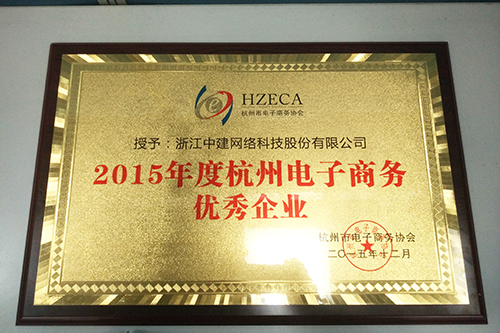 HZECA
杭州市电子商务协会
授予：浙江中建网络科技股份有限公司
2015年度杭州电子商务
优秀企业
杭州市电子商务协会
二〇一五年十二月